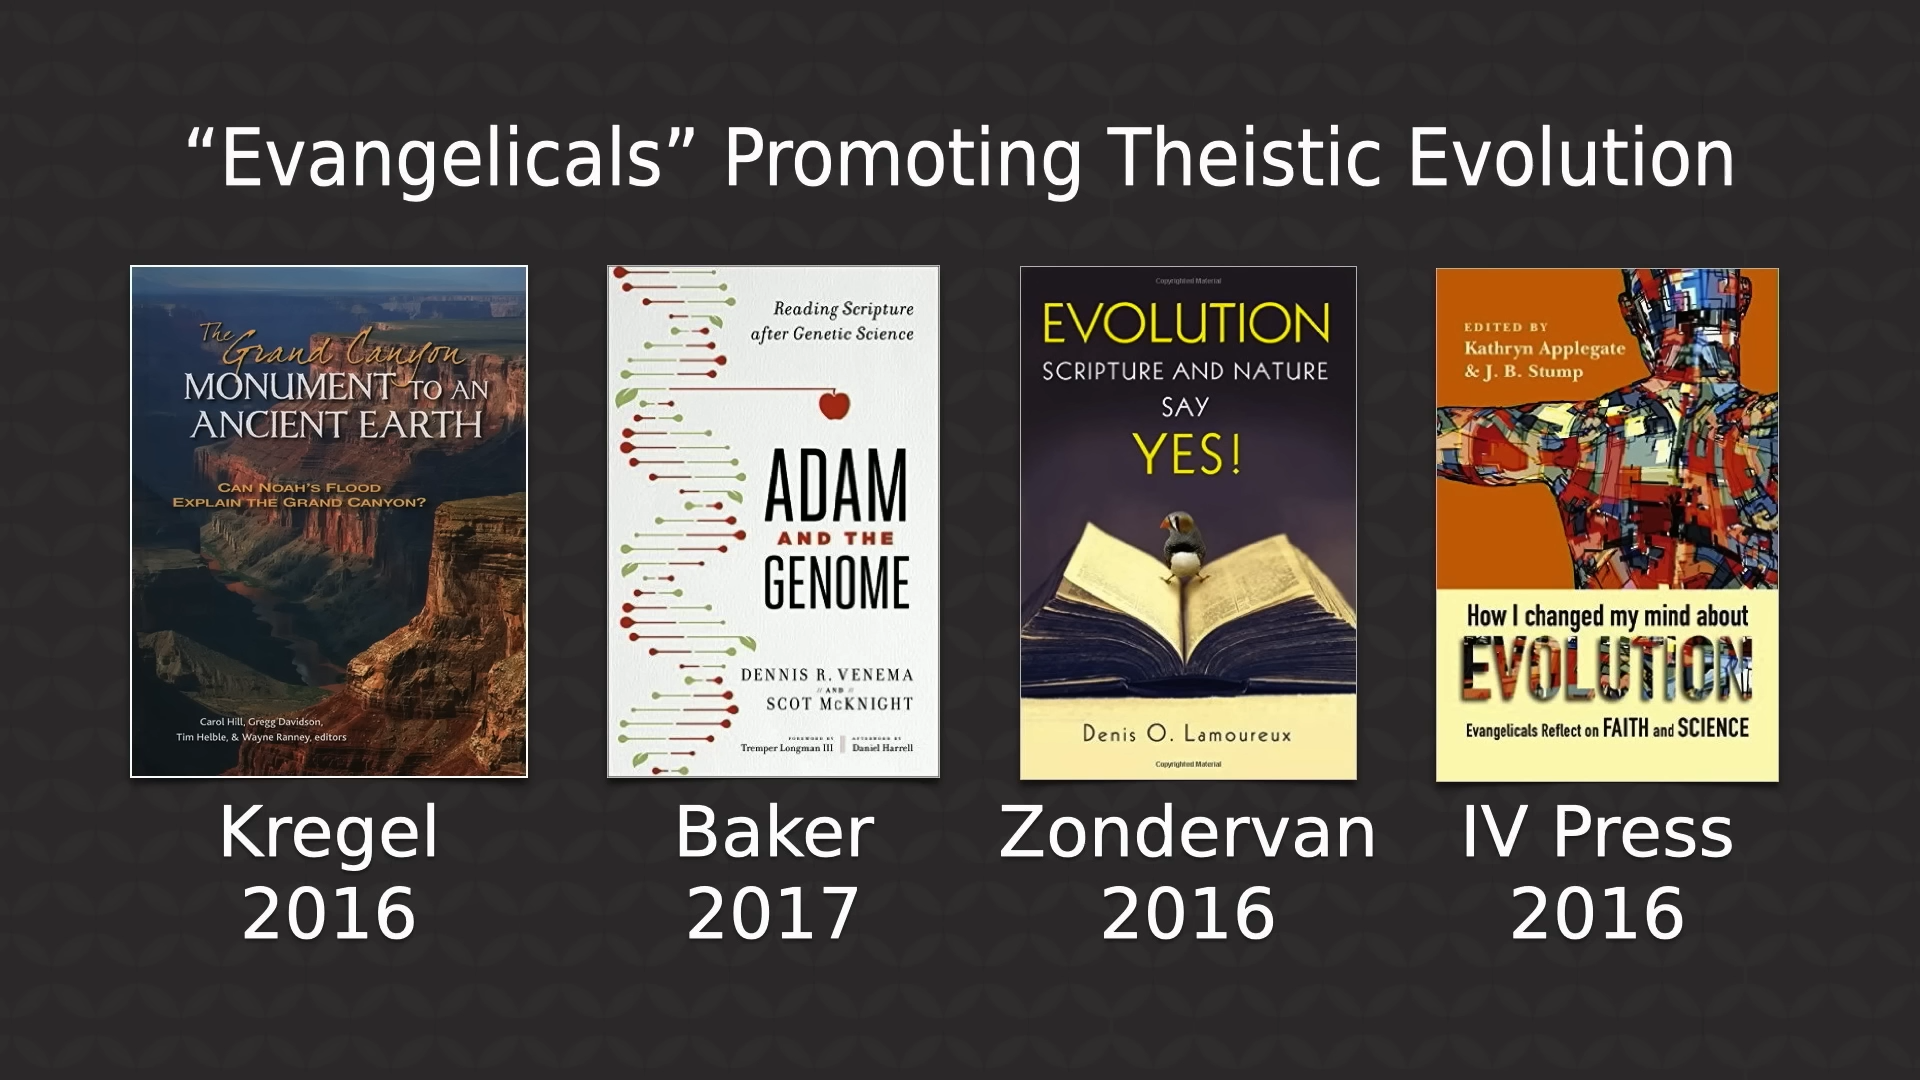 “Evangelicals” Promoting Theistic Evolution
The
Grand Canyon
MONUMENT TO AN
ANCIENT EARTH
CAN NOAH'S FLOOD
EXPLAIN THE GRAND CANYON?
Carol Hill, Gregg Davidson,
Tim Helble, & Wayne Ranney, editors
Kregel
2016
Reading Scripture
after Genetic Science
ADAM
AND THE
GENOME
DENNIS R. VENEMA
// AND //
SCOT McKNIGHT
FOREWORD BY
Tremper Longman III
AFTERWORD BY
Daniel Harrell
Baker
2017
Copyrighted Material
EVOLUTION
SCRIPTURE AND NATURE
SAY
YES!
Denis O. Lamoureux
Copyrighted Material
Zondervan
2016
EDITED BY
Kathryn Applegate
& J. B. Stump
How I changed my mind about
EVOLUTION
Evangelicals Reflect on FAITH and SCIENCE
IV Press
2016